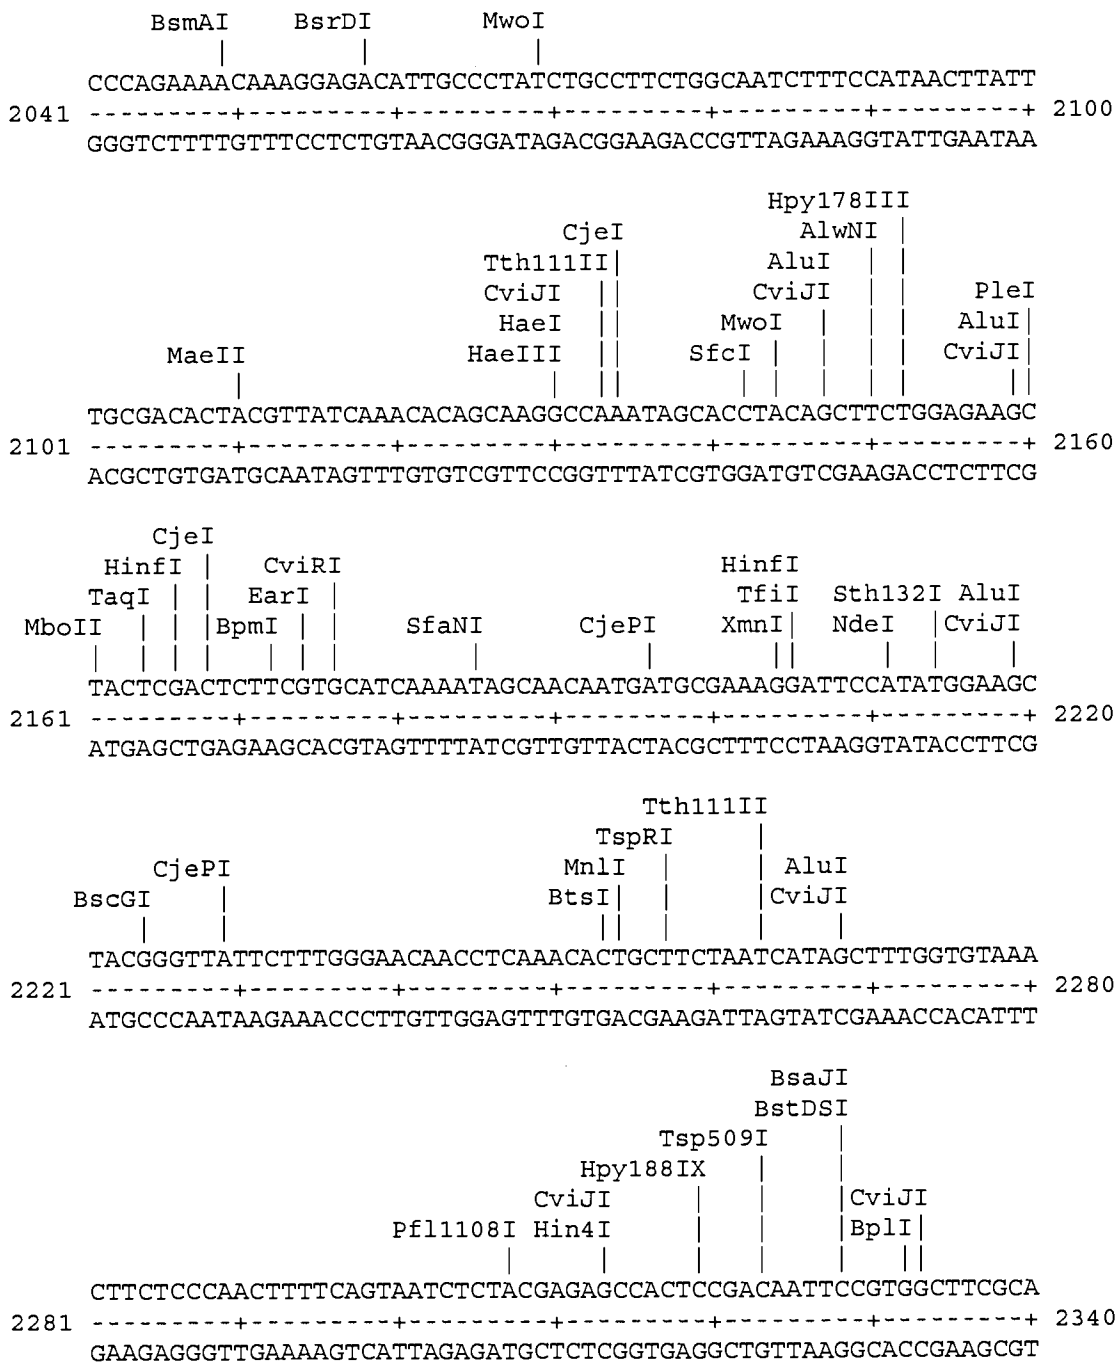 BsmAI BsrDI MwoI
CCCAGAAAACAAAGGAGACATTGCCCTATCTGCCTTCTGGCAATCTTTCCATAACTTATT
2041 ---------+---------+---------+---------+---------+---------+ 2100
GGGTCTTTTGTTTCCTCTGTAACGGGATAGACGGAAGACCGTTAGAAAGGTATTGAATAA
Hpy178III
CjeI AlwNI
Tth111II AluI
CviJI CviJI PleI
HaeI MwoI AluI
MaeII HaeIII SfcI CviJI
TGCGACACTACGTTATCAAACACAGCAAGGCCAAATAGCACCTACAGCTTCTGGAGAAGC
2101 ---------+---------+---------+---------+---------+---------+ 2160
ACGCTGTGATGCAATAGTTTGTGTCGTTCCGGTTTATCGTGGATGTCGAAGACCTCTTCG
CjeI
HinfI CviRI HinfI
TaqI EarI TfiI Sth132I AluI
MboII BpmI SfaNI CjePI XmnI NdeI CviJI
TACTCGACTCTTCGTGCATCAAAATAGCAACAATGATGCGAAAGGATTCCATATGGAAGC
2161 ---------+---------+---------+---------+---------+---------+ 2220
ATGAGCTGAGAAGCACGTAGTTTTATCGTTGTTACTACGCTTTCCTAAGGTATACCTTCG
Tth111II
TspRI
CjePI MnlI AluI
BscGI BtsI CviJI
TACGGGTTATTCTTTGGGAACAACCTCAAACACTGCTTCTAATCATAGCTTTGGTGTAAA
2221 ---------+---------+---------+---------+---------+---------+ 2280
ATGCCCAATAAGAAACCCTTGTTGGAGTTTGTGACGAAGATTAGTATCGAAACCACATTT
BsaJI
BstDSI
Tsp509I
Hpy188IX
CviJI CviJI
Pfl1108I Hin4I BplI
CTTCTCCCAACTTTTCAGTAATCTCTACGAGAGCCACTCCGACAATTCCGTGGCTTCGCA
2281 ---------+---------+---------+---------+---------+---------+ 2340
GAAGAGGGTTGAAAAGTCATTAGAGATGCTCTCGGTGAGGCTGTTAAGGCACCGAAGCGT